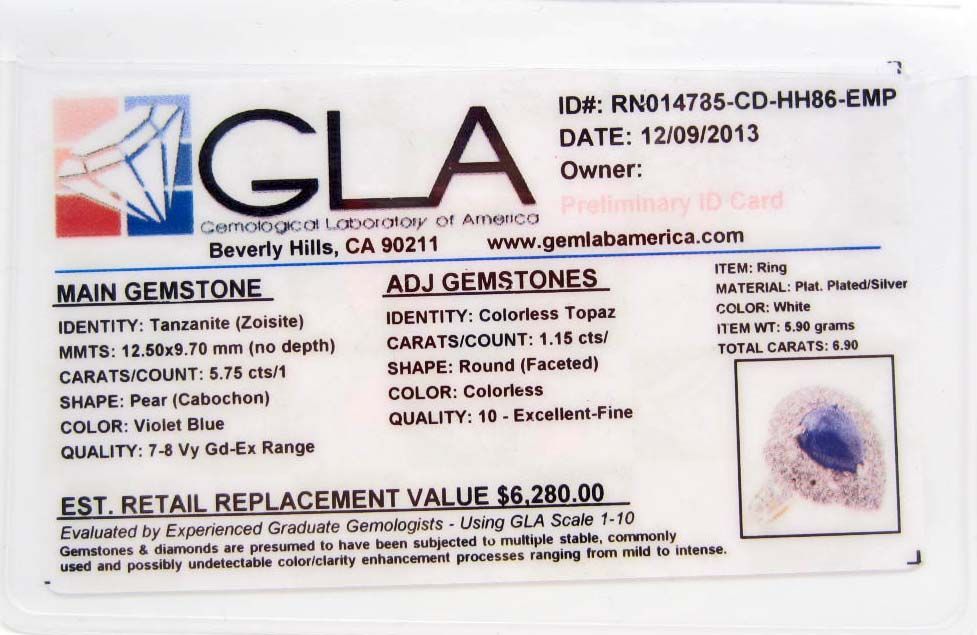 GLA
Gemological Laboratory of America
Beverly Hills, CA 90211 www.gemlabamerica.com
ID#: RN014785-CD-HH86-EMP
DATE: 12/09/2013
Owner:
Preliminary ID Card
MAIN GEMSTONE
IDENTITY: Tanzanite (Zoisite)
MMTS: 12.50x9.70 mm (no depth)
CARATS/COUNT: 5.75 cts/1
SHAPE: Pear (Cabochon)
COLOR: Violet Blue
QUALITY: 7-8 Vy Gd-Ex Range
ADJ GEMSTONES
IDENTITY: Colorless Topaz
CARATS/COUNT: 1.15 cts/
SHAPE: Round (Faceted)
COLOR: Colorless
QUALITY: 10 - Excellent-Fine
ITEM: Ring
MATERIAL: Plat. Plated/Silver
COLOR: White
ITEM WT: 5.90 grams
TOTAL CARATS: 6.90
EST. RETAIL REPLACEMENT VALUE $6,280.00
Evaluated by Experienced Graduate Gemologists - Using GLA Scale 1-10
Gemstones & diamonds are presumed to have been subjected to multiple stable, commonly
used and possibly undetectable color/clarity enhancement processes ranging from mild to intense.